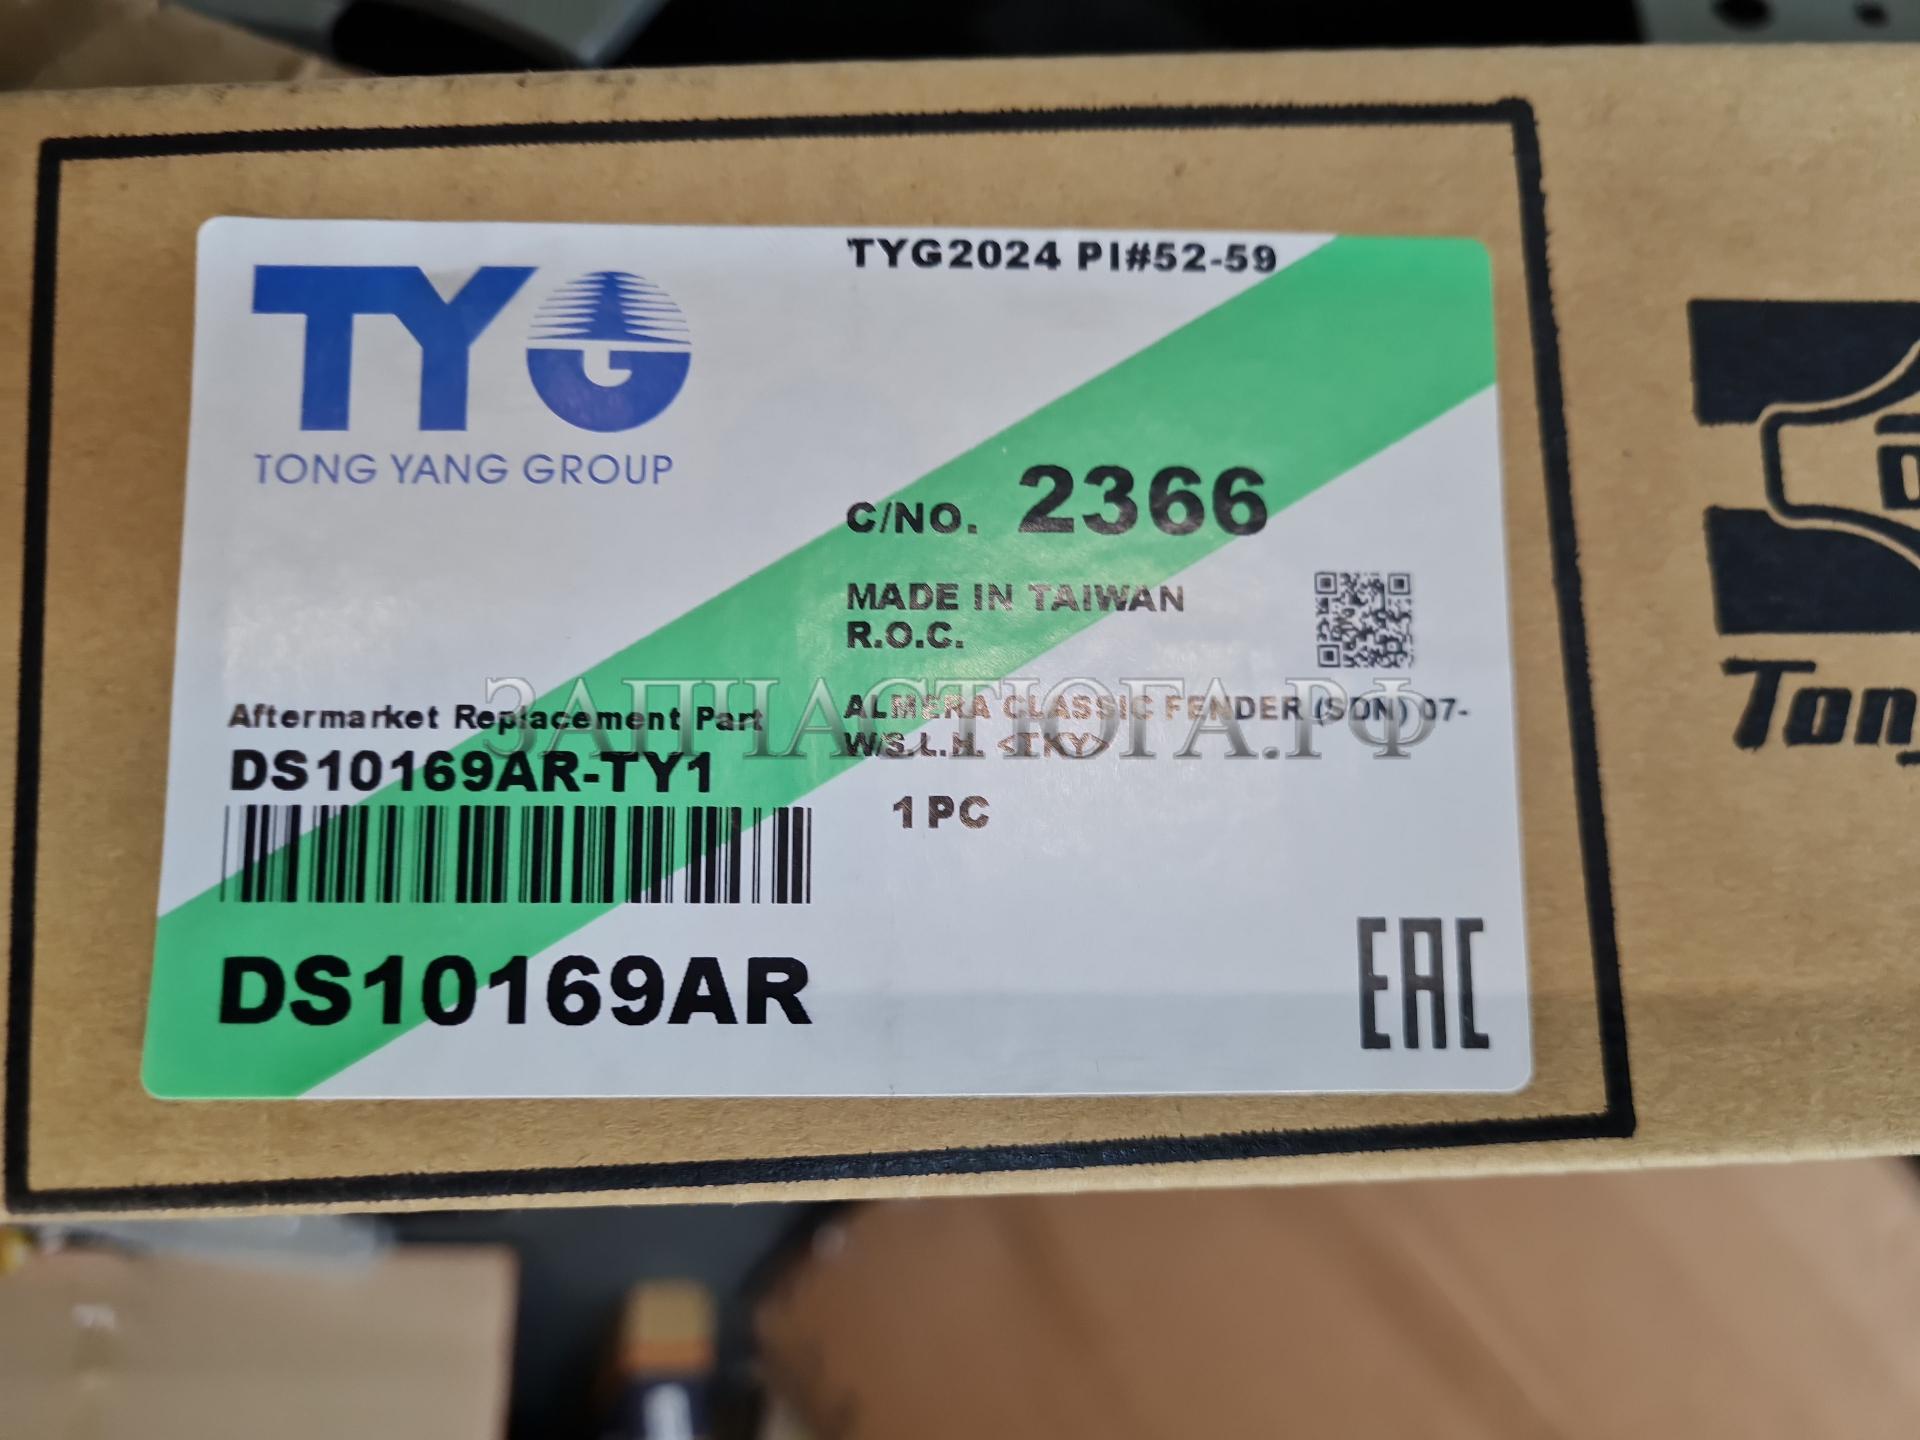 TYG2024 PI#52-59
TYG
TONG YANG GROUP
C/NO. 2366
MADE IN TAIWAN
R.O.C.
Aftermarket Replacement Part
DS10169AR-TY1
ALMERA CLASSIC FENDER (SDN) 07-
W/S.L.H. <TKY>
1 PC
DS10169AR
EAC
ЗАПЧАСТЮГА.РФ